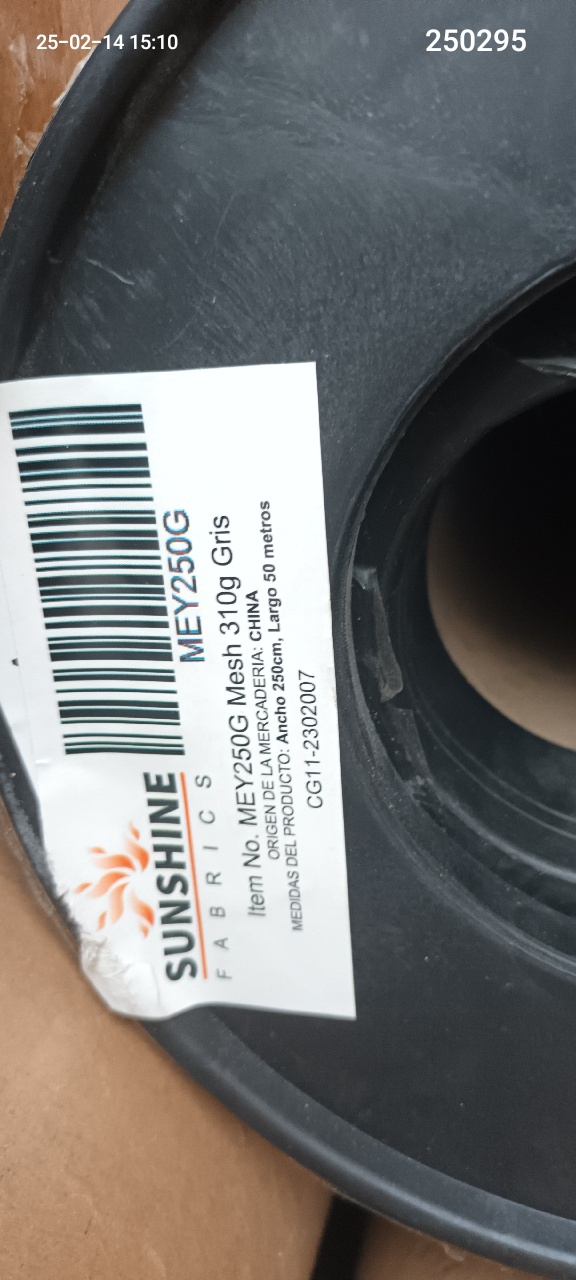 25-02-14 15:10
250295
MEY250G
SUNSHINE
FABRICS
Item No. MEY250G Mesh 310g Gris
ORIGEN DE LA MERCADERIA: CHINA
MEDIDAS DEL PRODUCTO: Ancho 250cm, Largo 50 metros
CG11-2302007